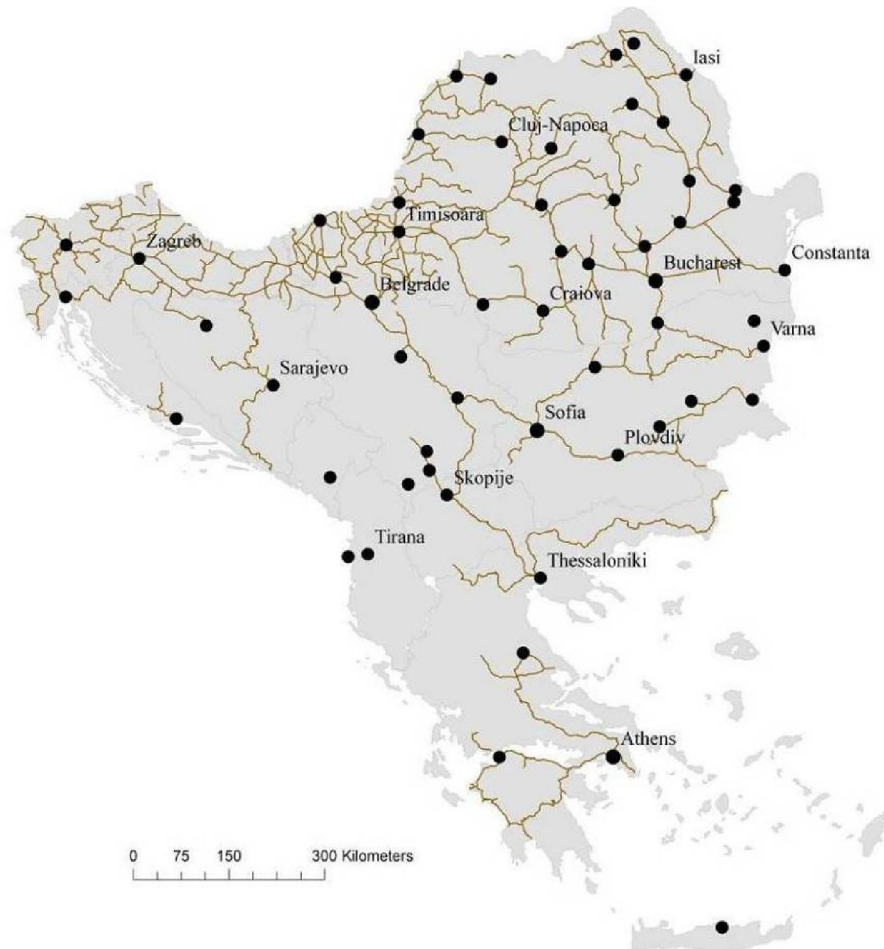 Iasi
Cluj-Napoca
Timisoara
Zagreb
Constanta
Bucharest
Belgrade
Craiova
Varna
Sarajevo
Sofia
Plovdiv
Skopije
Tirana
Thessaloniki
Athens
0 75 150 300 Kilometers